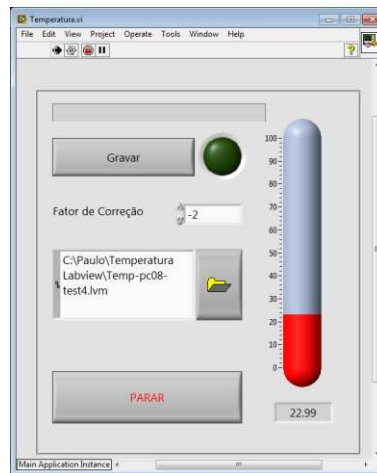 Temperatura.vi
File Edit View Project Operate Tools Window Help
Gravar
Fator de Correção
-2
C:\Paulo\Temperatura
Labview\Temp-pc08-
test4.lvm
PARAR
100
90
80
70
60
50
40
30
20
10
0
22.99
Main Application Instance